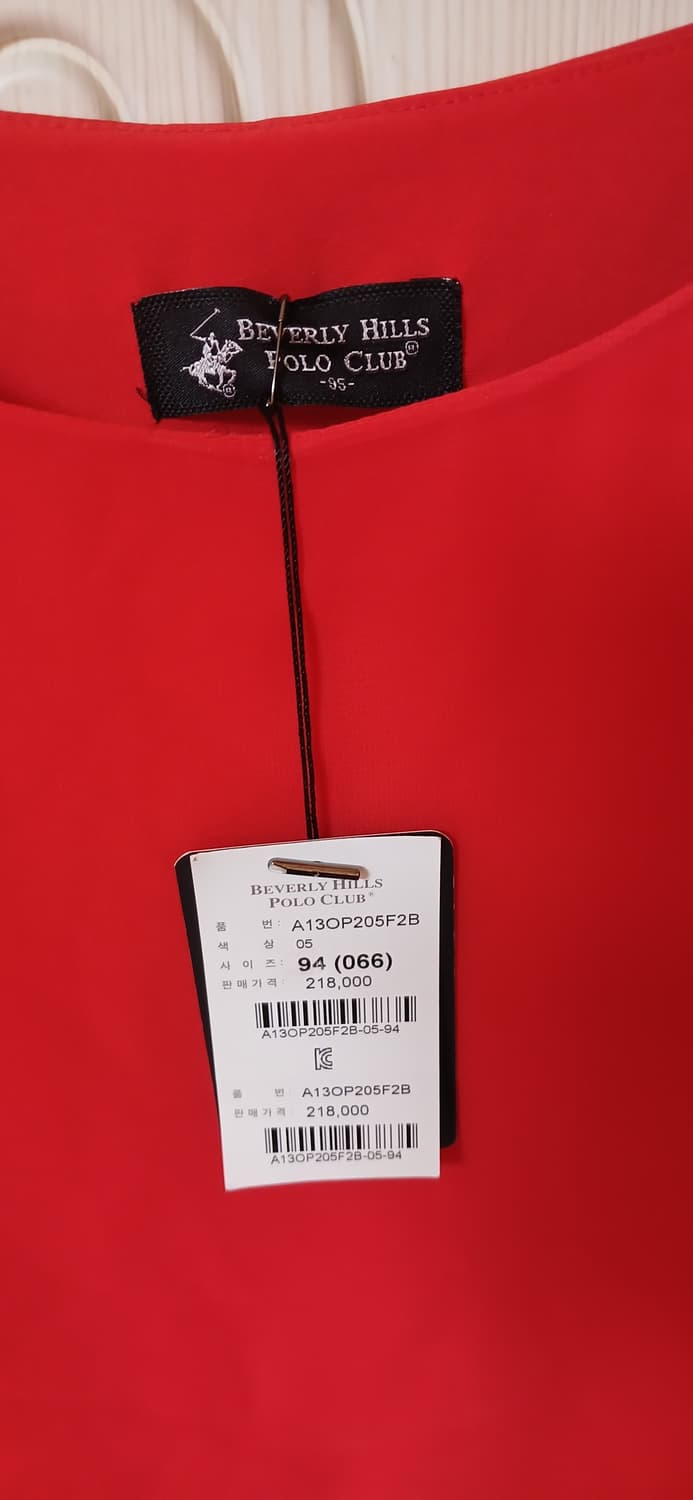 BEVERLY HILLS
POLO CLUB®
-95-
BEVERLY HILLS
POLO CLUB®
품 번: A13OP205F2B
색 상 05
사 이 즈: 94 (066)
판매가격: 218,000
A13OP205F2B-05-94
KC
품 번: A13OP205F2B
판매가격: 218,000
A13OP205F2B-05-94